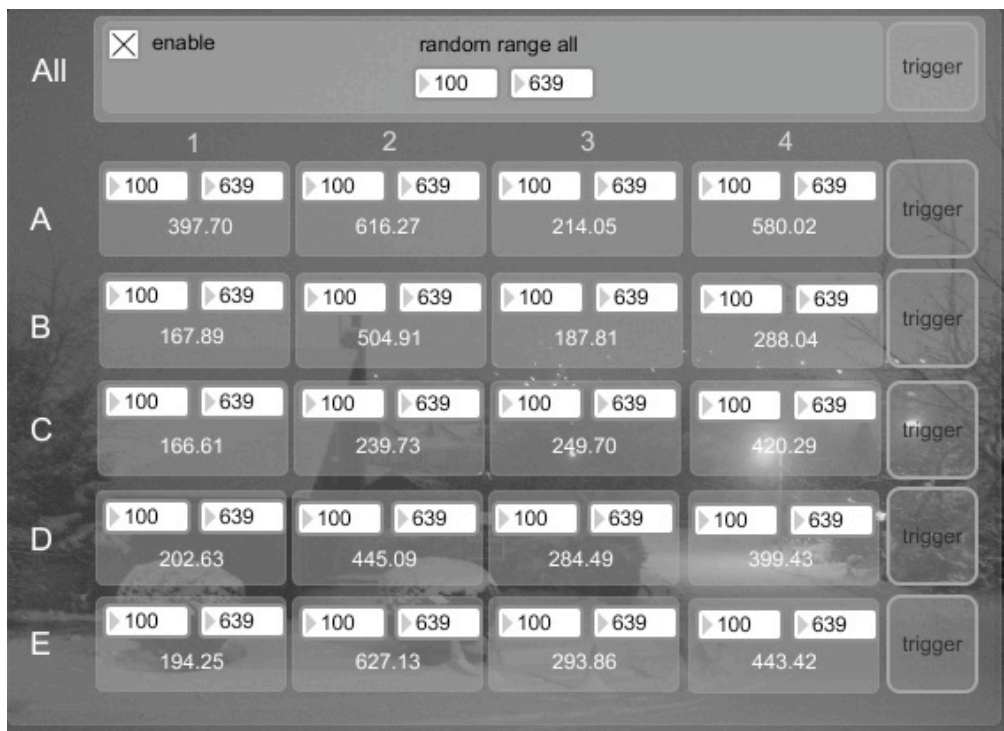 enable random range all
All 100 639 trigger
1 2 3 4
100 639 100 639 100 639 100 639
A 397.70 616.27 214.05 580.02 trigger
100 639 100 639 100 639 100 639
B 167.89 504.91 187.81 288.04 trigger
100 639 100 639 100 639 100 639
C 166.61 239.73 249.70 420.29 trigger
100 639 100 639 100 639 100 639
D 202.63 445.09 284.49 399.43 trigger
100 639 100 639 100 639 100 639
E 194.25 627.13 293.86 443.42 trigger